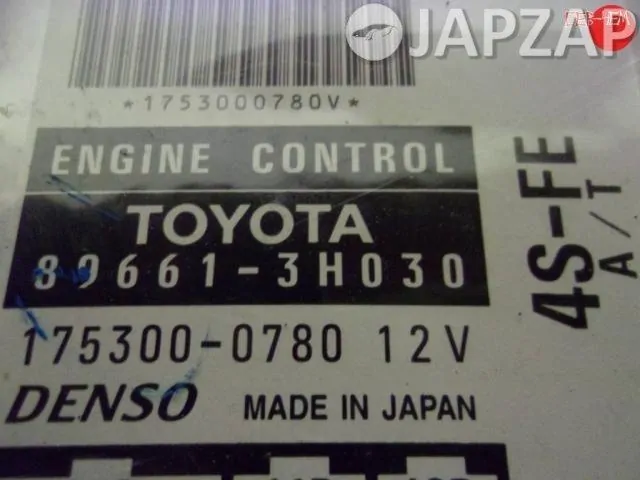 JAPZAP
*1753000780V*
ENGINE CONTROL
TOYOTA
89661-3H030
175300-0780 12V
DENSO MADE IN JAPAN
4S-FE
A/T